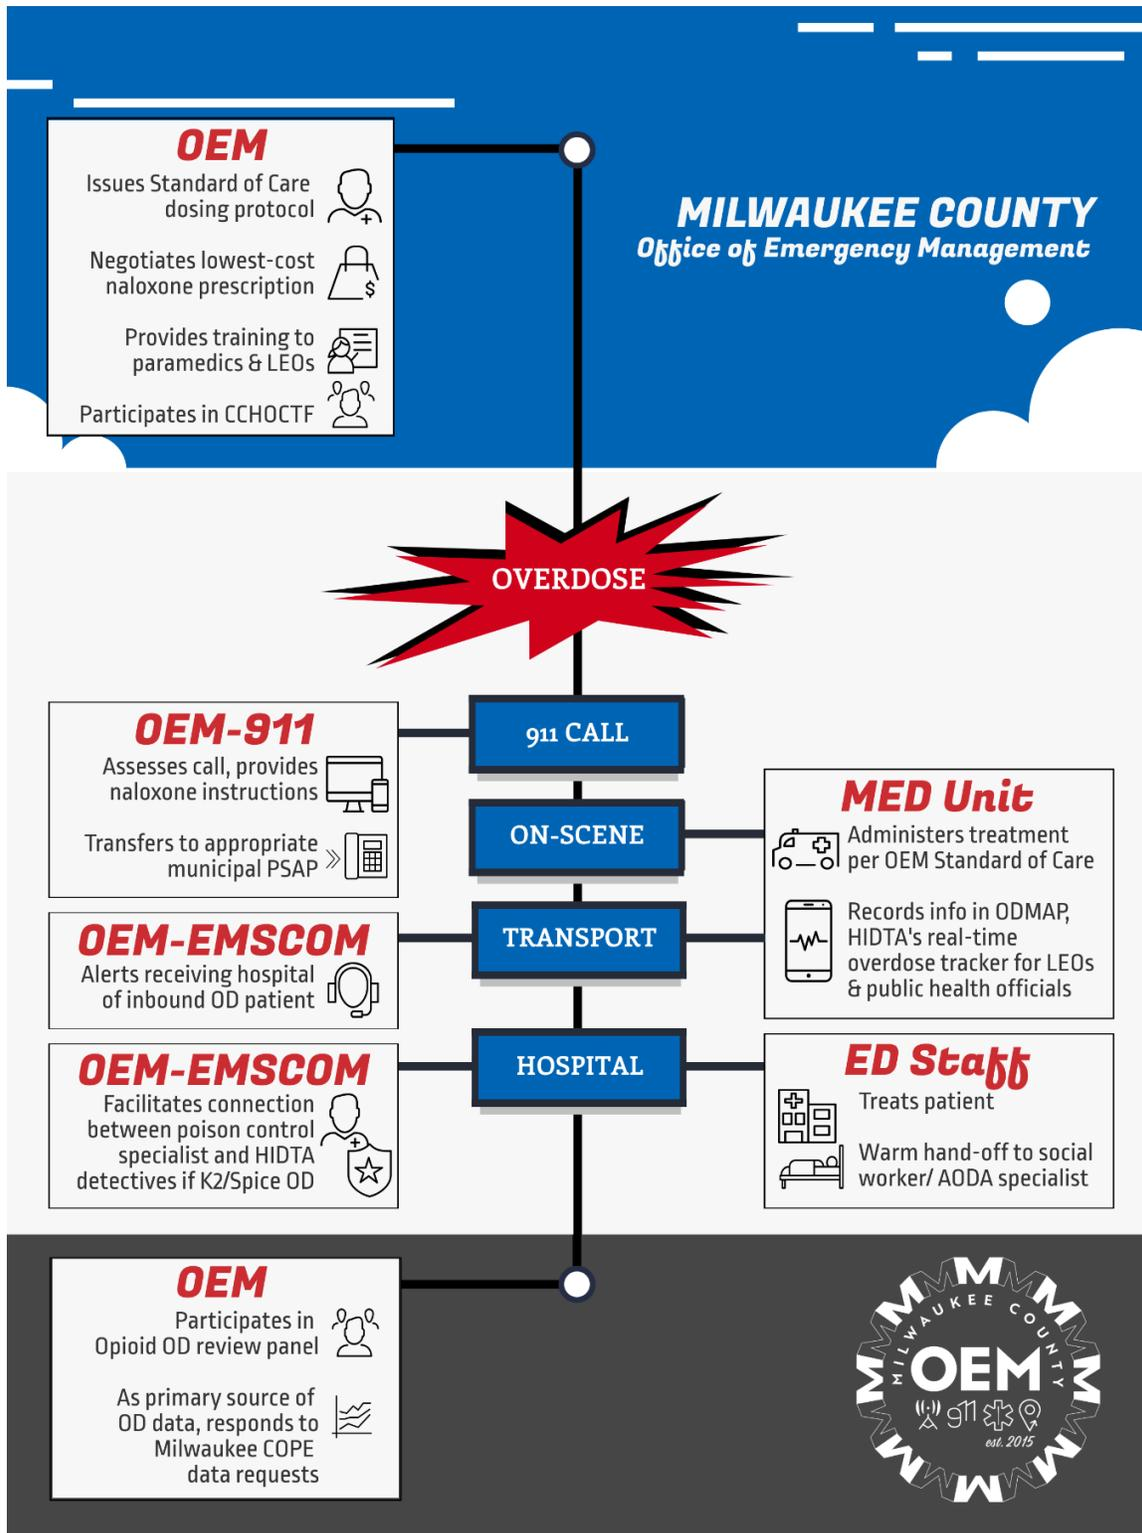 OEM
Issues Standard of Care
dosing protocol
Negotiates lowest-cost
naloxone prescription
$
Provides training to
paramedics & LEOs
Participates in CCHOCTF
MILWAUKEE COUNTY
Office of Emergency Management
OVERDOSE
911 CALL
OEM-911
Assesses call, provides
naloxone instructions
Transfers to appropriate
municipal PSAP
ON-SCENE
MED Unit
Administers treatment
per OEM Standard of Care
Records info in ODMAP,
HIDTA's real-time
overdose tracker for LEOs
& public health officials
TRANSPORT
OEM-EMSCOM
Alerts receiving hospital
of inbound OD patient
HOSPITAL
OEM-EMSCOM
Facilitates connection
between poison control
specialist and HIDTA
detectives if K2/Spice OD
ED Staff
Treats patient
Warm hand-off to social
worker/ AODA specialist
OEM
Participates in
Opioid OD review panel
As primary source of
OD data, responds to
Milwaukee COPE
data requests
MILWAUKEE COUNTY
OEM
911
est. 2015